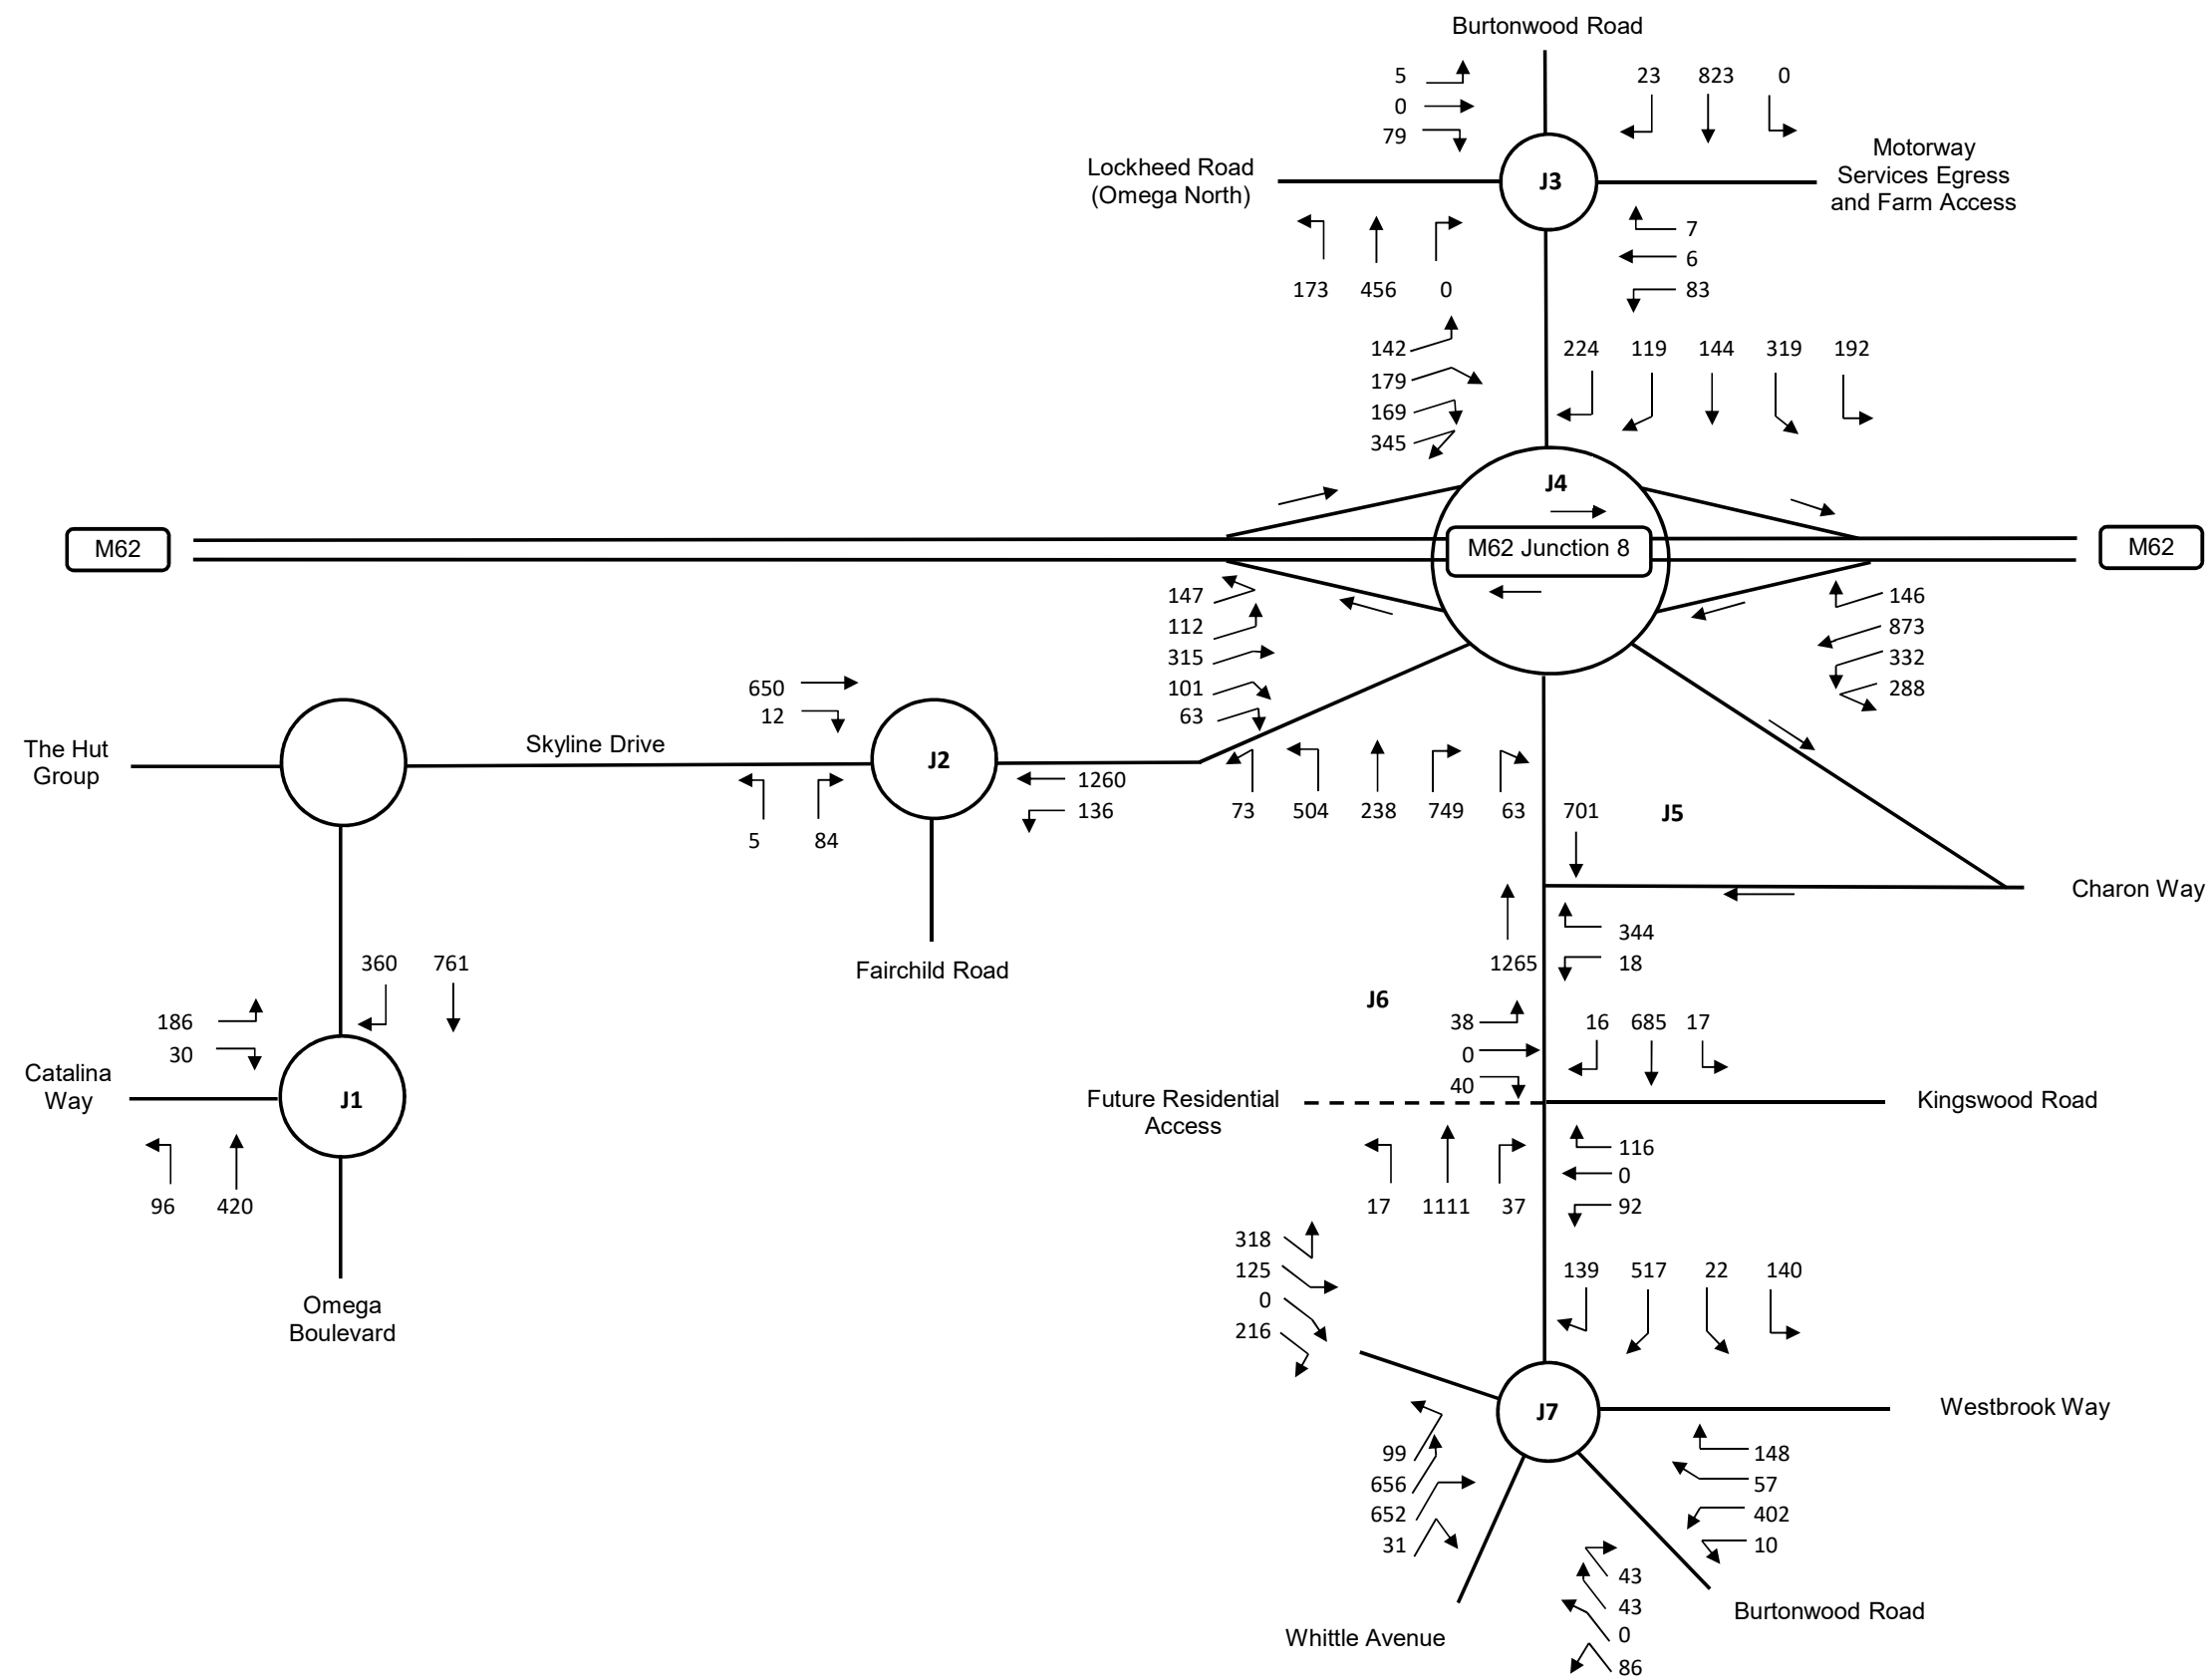 Burtonwood Road
5
23 823 0
0
79
Motorway
Services Egress
and Farm Access
Lockheed Road
(Omega North)
J3
7
6
173 456 0
83
142
224 119 144 319 192
179
169
345
J4
M62
M62 Junction 8
M62
147
146
112
873
315
332
101
288
63
650
12
The Hut
Group
Skyline Drive
J2
1260
136
73 504 238 749 63
701
J5
5 84
Charon Way
344
1265
18
Fairchild Road
360 761
J6
186
30
38
16 685 17
0
40
Catalina
Way
J1
Future Residential
Access
Kingswood Road
116
0
96 420
17 1111 37
92
318
125
0
216
139 517 22 140
Omega
Boulevard
J7
Westbrook Way
99
656
652
31
148
57
402
10
43
43
0
86
Burtonwood Road
Whittle Avenue